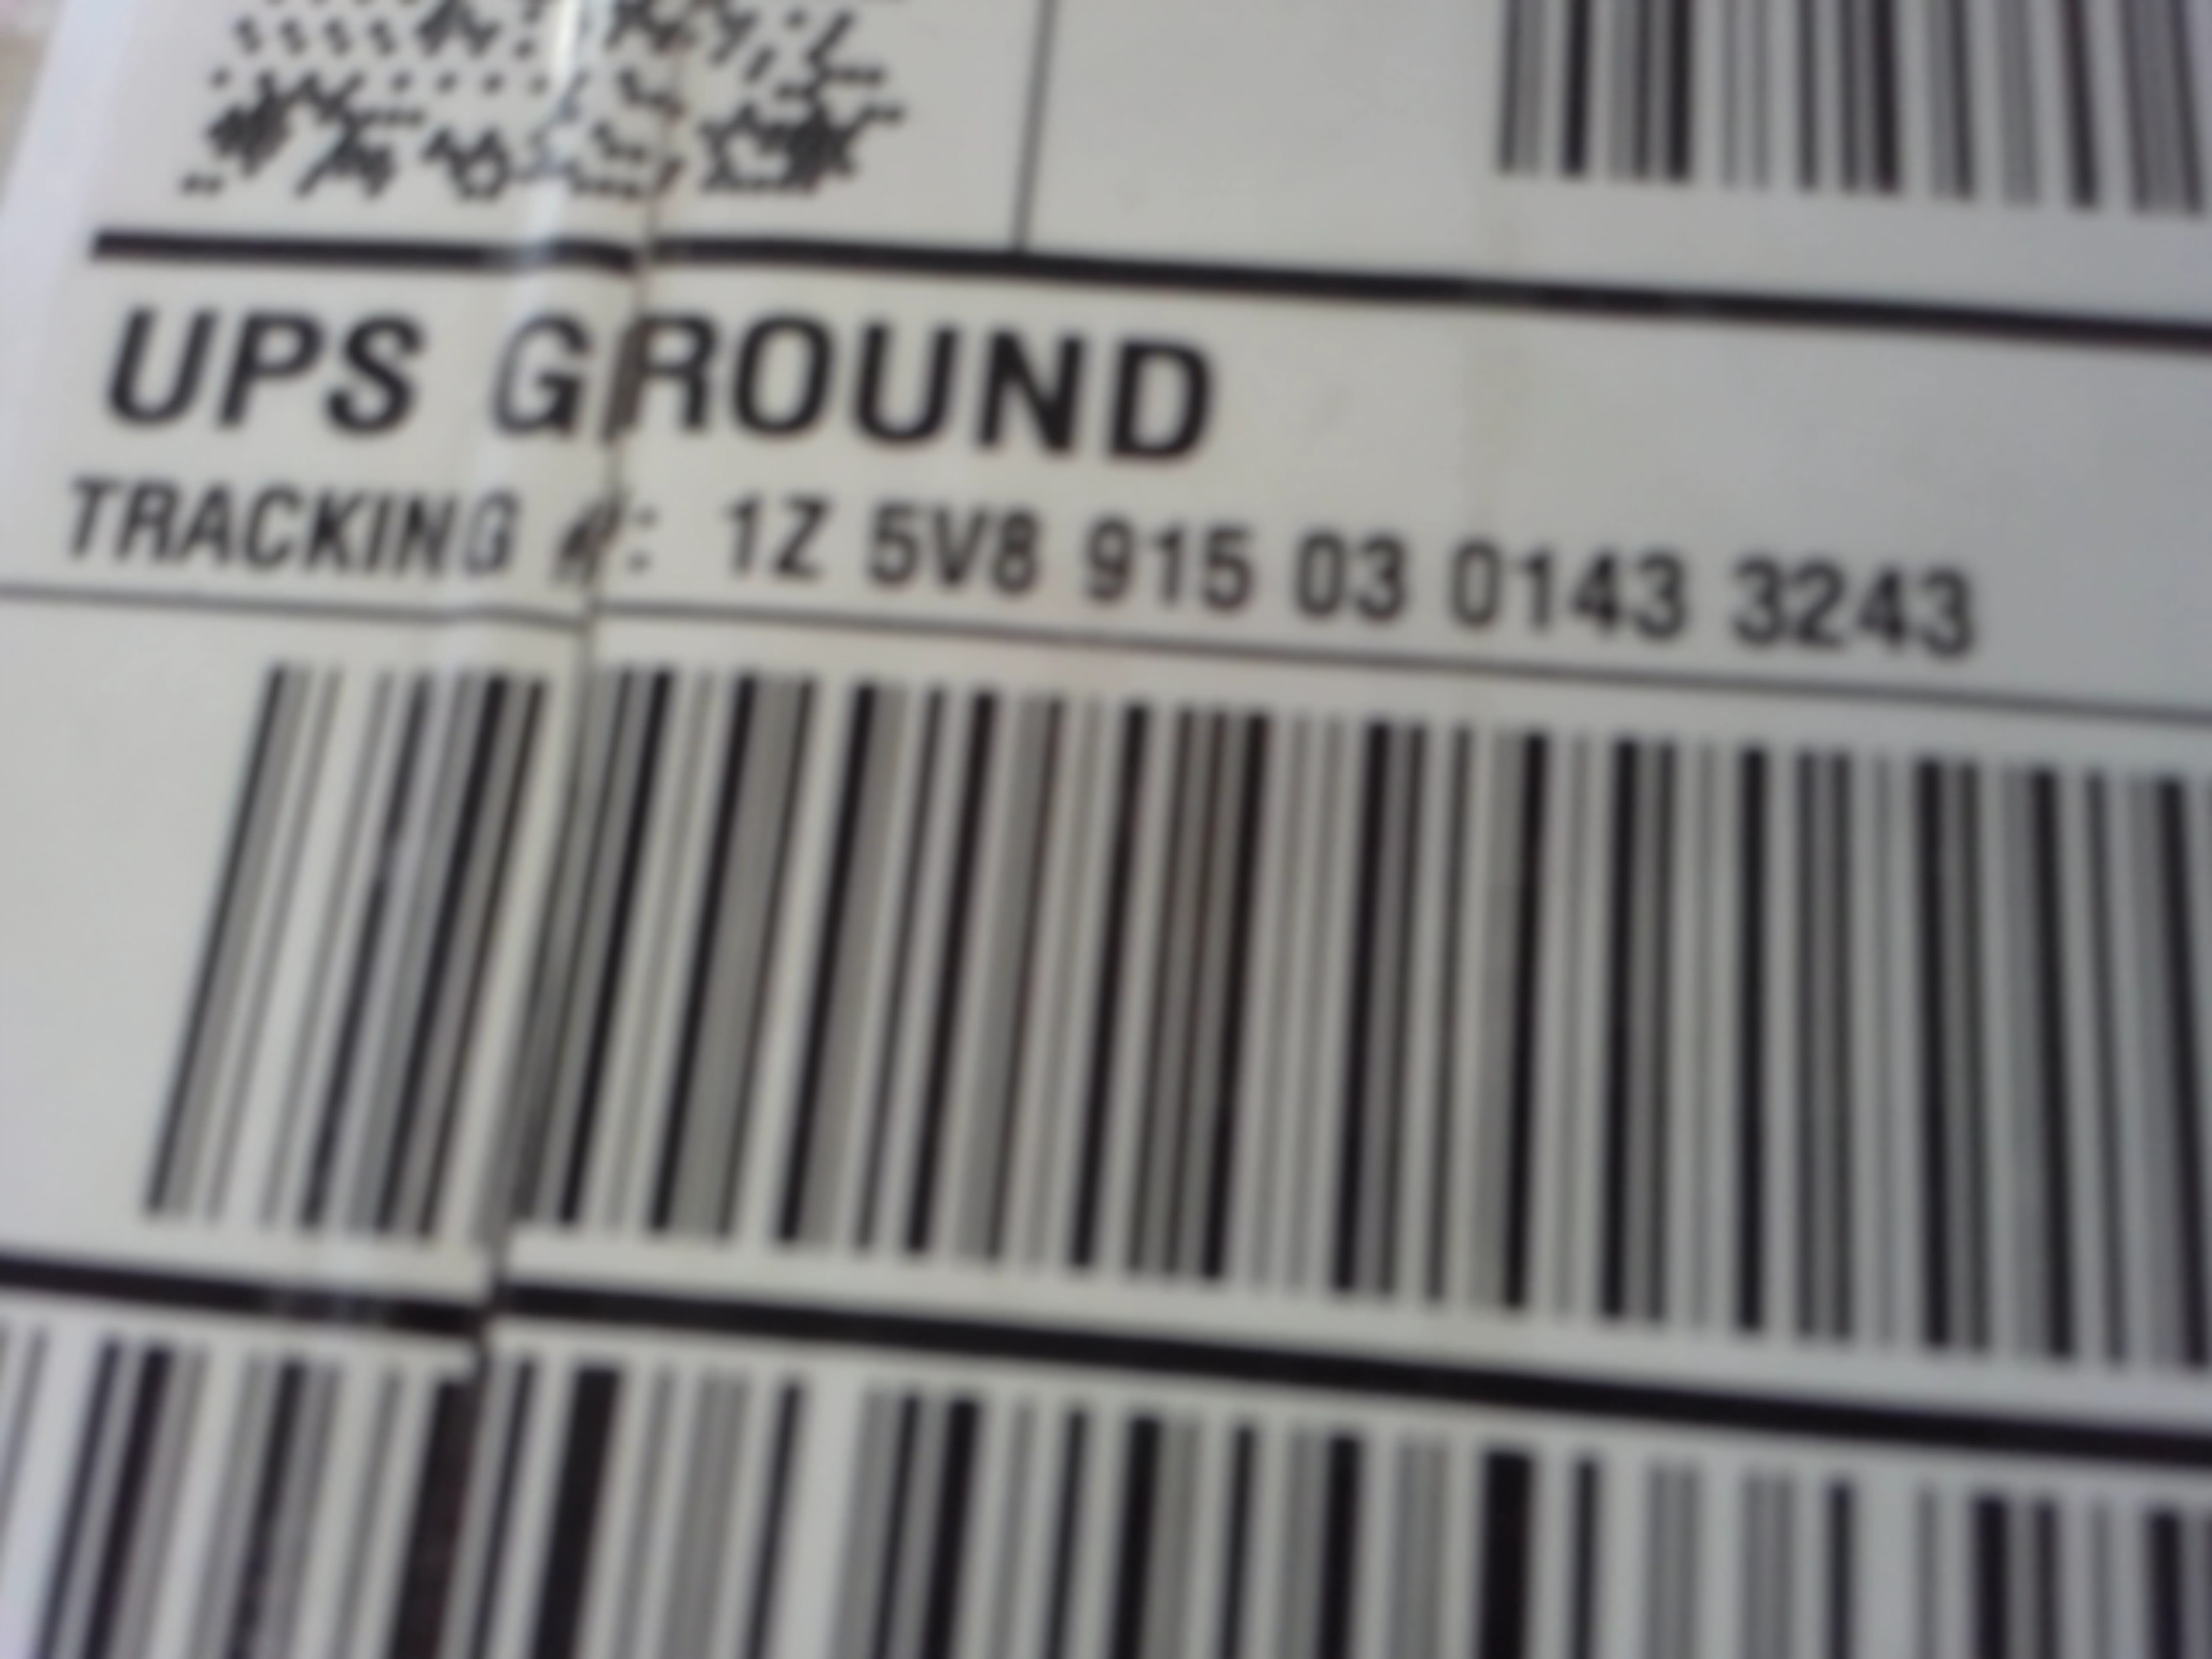 UPS GROUND
TRACKING #: 1Z 5V8 915 03 0143 3243